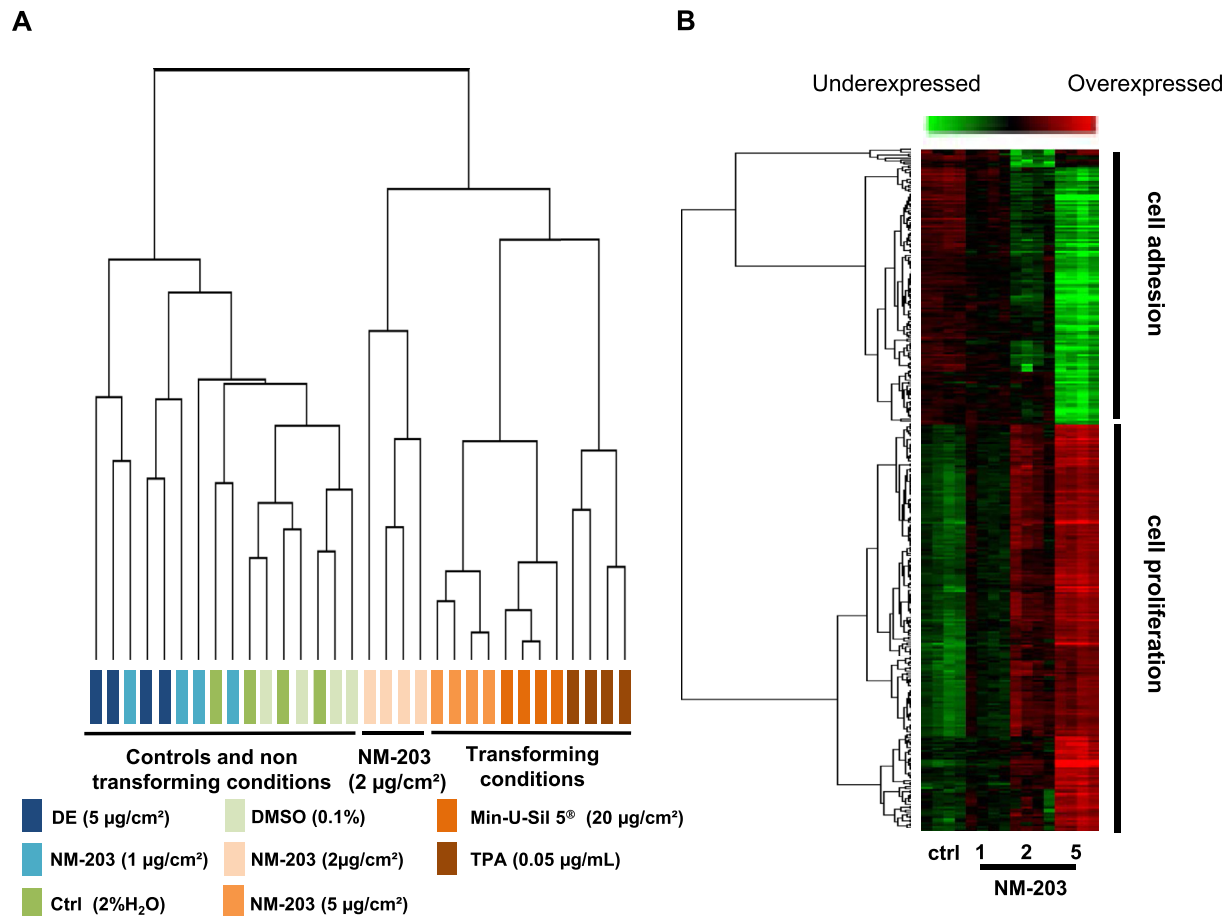 A
B
Underexpressed
Overexpressed
cell adhesion
cell proliferation
Controls and non
transforming conditions
NM-203
(2 µg/cm²)
Transforming
conditions
DE (5 µg/cm²)
DMSO (0.1%)
Min-U-Sil 5® (20 µg/cm²)
NM-203 (1 µg/cm²)
NM-203 (2µg/cm²)
TPA (0.05 µg/mL)
Ctrl (2%H₂O)
NM-203 (5 µg/cm²)
ctrl 1 2 5
NM-203